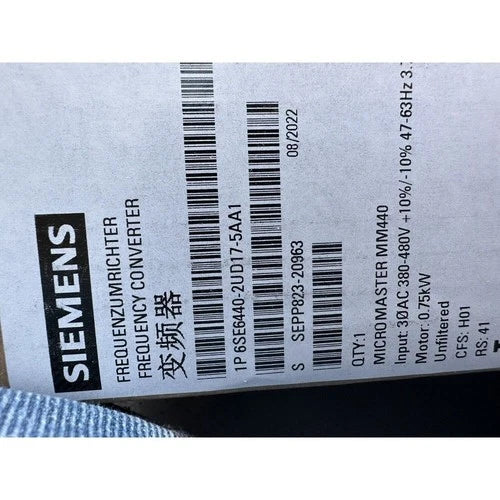 SIEMENS
FREQUENZUMRICHTER
FREQUENCY CONVERTER
变频器
1P 6SE6440-2UD17-5AA1
S SEPP823-20963
08/2022
QTY:1
MICROMASTER MM440
Input: 3ØAC 380-480V +10%/-10% 47-63Hz 3.
Motor: 0.75kW
Unfiltered
CFS: H01
RS: 41